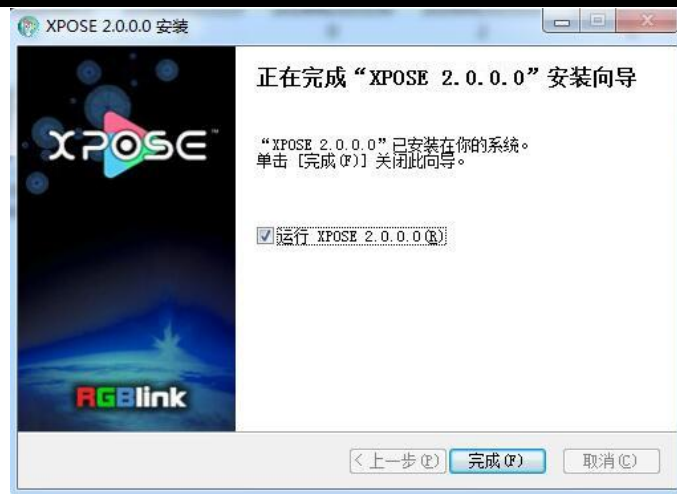 XPOSE 2.0.0.0 安装
XPOSE™
正在完成“XPOSE 2.0.0.0”安装向导
“XPOSE 2.0.0.0”已安装在你的系统。
单击 [完成(F)] 关闭此向导。
运行 XPOSE 2.0.0.0(R)
RGBlink
< 上一步(P) 完成(F) 取消(C)